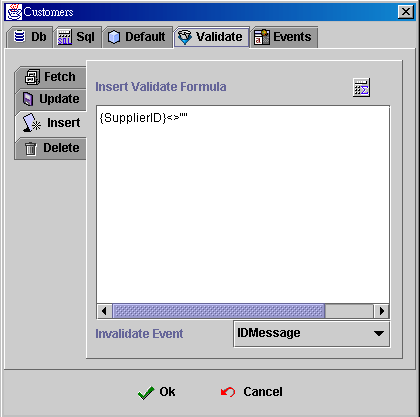 Customers
Db Sql Default Validate Events
Fetch
Update
Insert
Delete
Insert Validate Formula
{SupplierID}<>""
Invalidate Event IDMessage
Ok Cancel